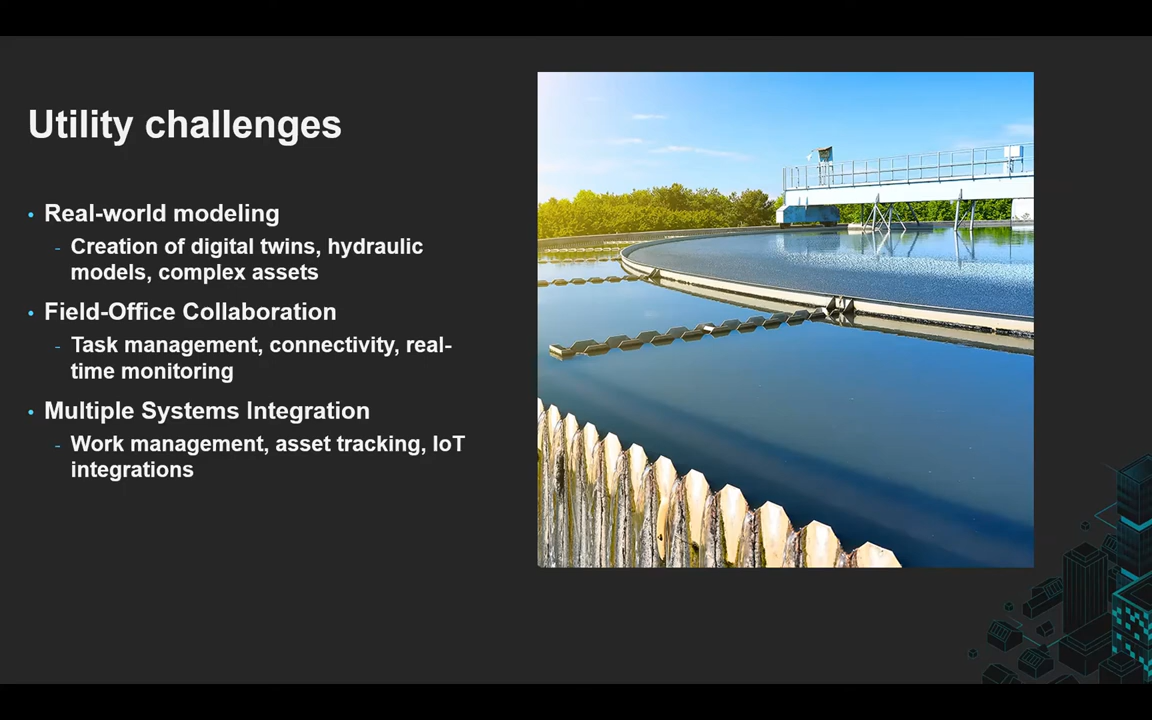 Utility challenges
• Real-world modeling
- Creation of digital twins, hydraulic
models, complex assets
• Field-Office Collaboration
- Task management, connectivity, real-
time monitoring
• Multiple Systems Integration
- Work management, asset tracking, IoT
integrations